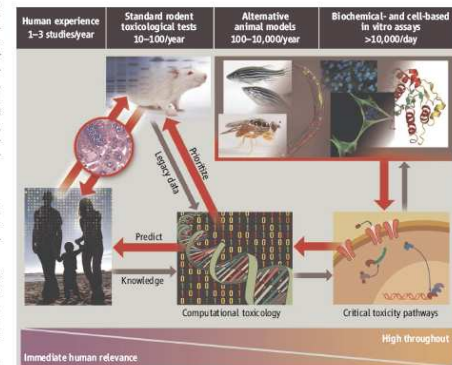 Human experience
1–3 studies/year
Standard rodent
toxicological tests
10–100/year
Alternative
animal models
100–10,000/year
Biochemical- and cell-based
in vitro assays
>10,000/day
Legacy data
Prioritize
Predict
Knowledge
Computational toxicology
Critical toxicity pathways
High throughout
Immediate human relevance